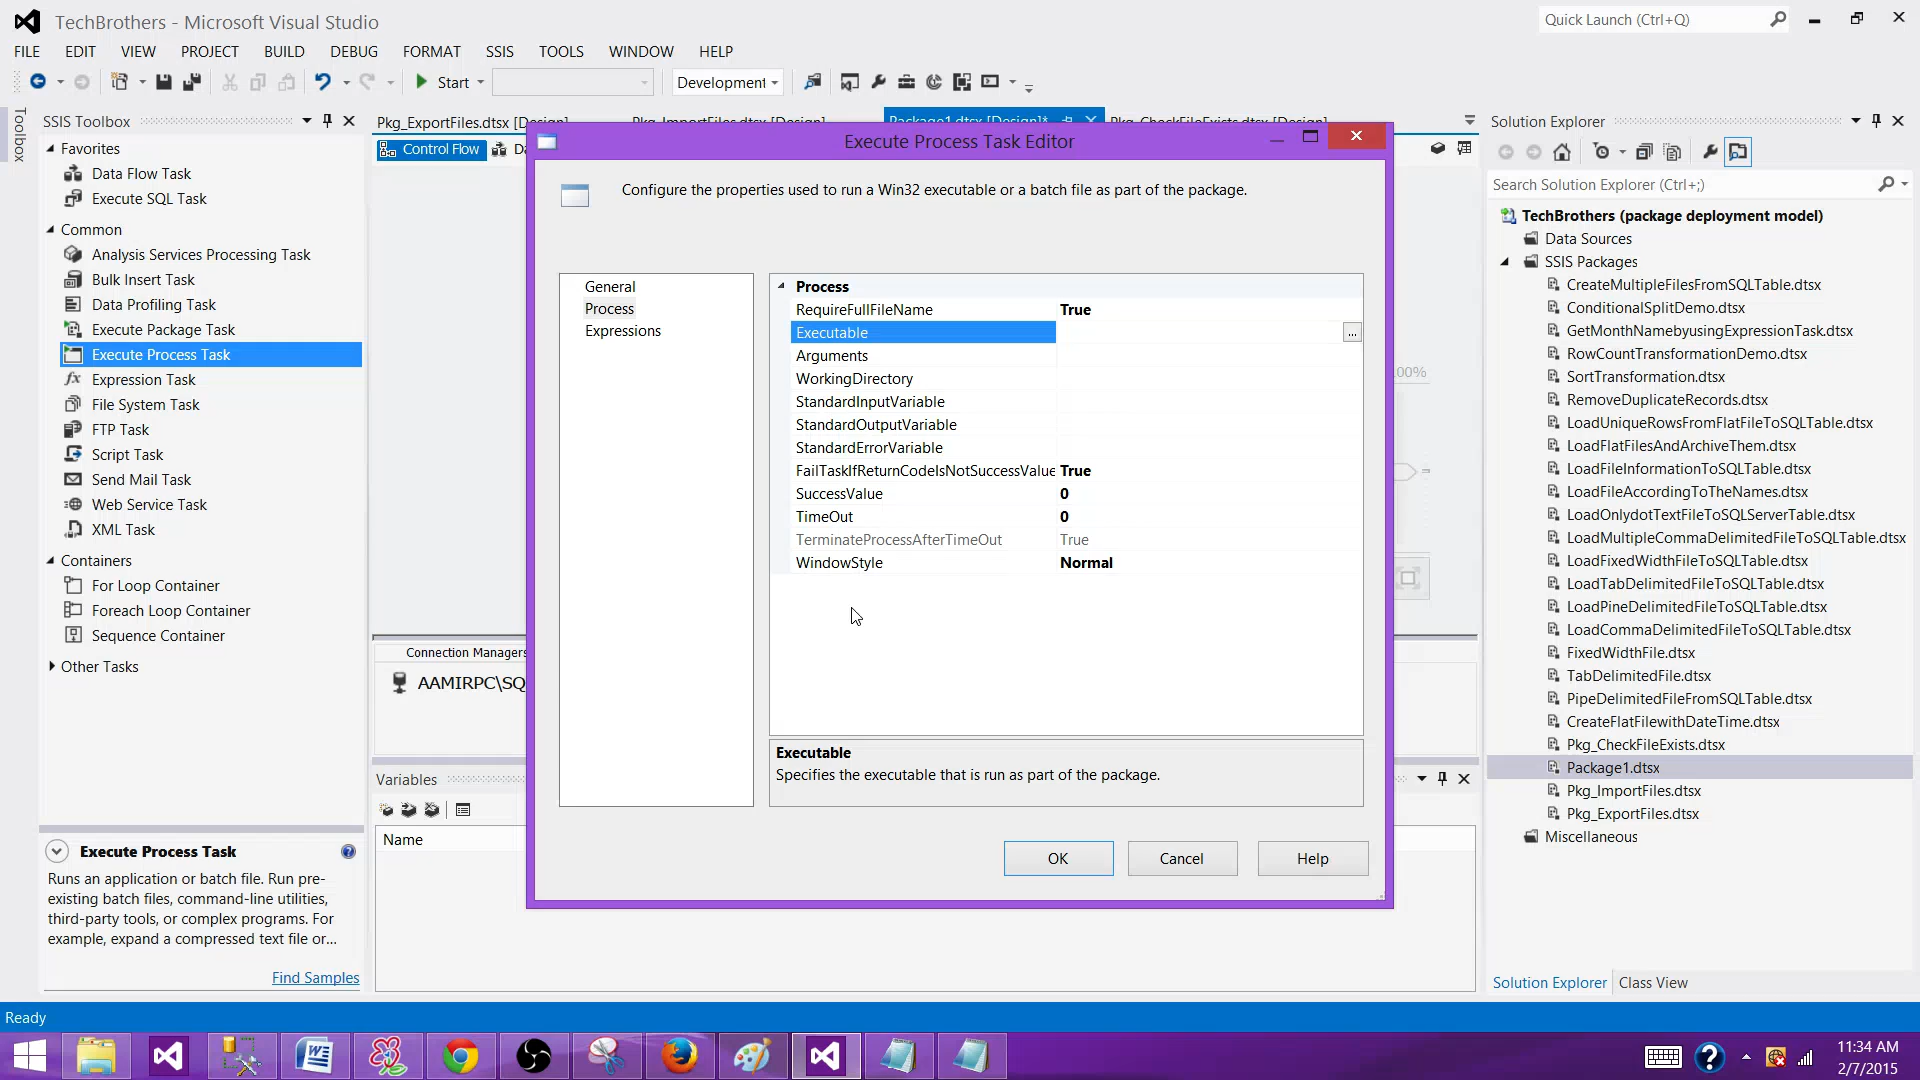 TechBrothers - Microsoft Visual Studio
Quick Launch (Ctrl+Q)
FILE EDIT VIEW PROJECT BUILD DEBUG FORMAT SSIS TOOLS WINDOW HELP
Start
Development
Toolbox
SSIS Toolbox
Favorites
Data Flow Task
Execute SQL Task
Common
Analysis Services Processing Task
Bulk Insert Task
Data Profiling Task
Execute Package Task
Execute Process Task
Expression Task
File System Task
FTP Task
Script Task
Send Mail Task
Web Service Task
XML Task
Containers
For Loop Container
Foreach Loop Container
Sequence Container
Other Tasks
Execute Process Task
Runs an application or batch file. Run pre-
existing batch files, command-line utilities,
third-party tools, or complex programs. For
example, expand a compressed text file or...
Find Samples
Pkg_ExportFiles.dtsx [Design]
Pkg_ImportFiles.dtsx [Design]
Package1.dtsx [Design]*
Pkg_CheckFileExists.dtsx [Design]
Control Flow
Da
Execute Process Task Editor
Configure the properties used to run a Win32 executable or a batch file as part of the package.
General
Process
Expressions
Process
RequireFullFileName True
Executable ...
Arguments
WorkingDirectory
StandardInputVariable
StandardOutputVariable
StandardErrorVariable
FailTaskIfReturnCodeIsNotSuccessValue True
SuccessValue 0
TimeOut 0
TerminateProcessAfterTimeOut True
WindowStyle Normal
Executable
Specifies the executable that is run as part of the package.
OK Cancel Help
00%
Connection Managers
AAMIRPC\SQ
Variables
Name
Solution Explorer
Search Solution Explorer (Ctrl+;)
TechBrothers (package deployment model)
Data Sources
SSIS Packages
CreateMultipleFilesFromSQLTable.dtsx
ConditionalSplitDemo.dtsx
GetMonthNamebyusingExpressionTask.dtsx
RowCountTransformationDemo.dtsx
SortTransformation.dtsx
RemoveDuplicateRecords.dtsx
LoadUniqueRowsFromFlatFileToSQLTable.dtsx
LoadFlatFilesAndArchiveThem.dtsx
LoadFileInformationToSQLTable.dtsx
LoadFileAccordingToTheNames.dtsx
LoadOnlydotTextFileToSQLServerTable.dtsx
LoadMultipleCommaDelimitedFileToSQLTable.dtsx
LoadFixedWidthFileToSQLTable.dtsx
LoadTabDelimitedFileToSQLTable.dtsx
LoadPineDelimitedFileToSQLTable.dtsx
LoadCommaDelimitedFileToSQLTable.dtsx
FixedWidthFile.dtsx
TabDelimitedFile.dtsx
PipeDelimitedFileFromSQLTable.dtsx
CreateFlatFilewithDateTime.dtsx
Pkg_CheckFileExists.dtsx
Package1.dtsx
Pkg_ImportFiles.dtsx
Pkg_ExportFiles.dtsx
Miscellaneous
Solution Explorer Class View
Ready
11:34 AM
2/7/2015